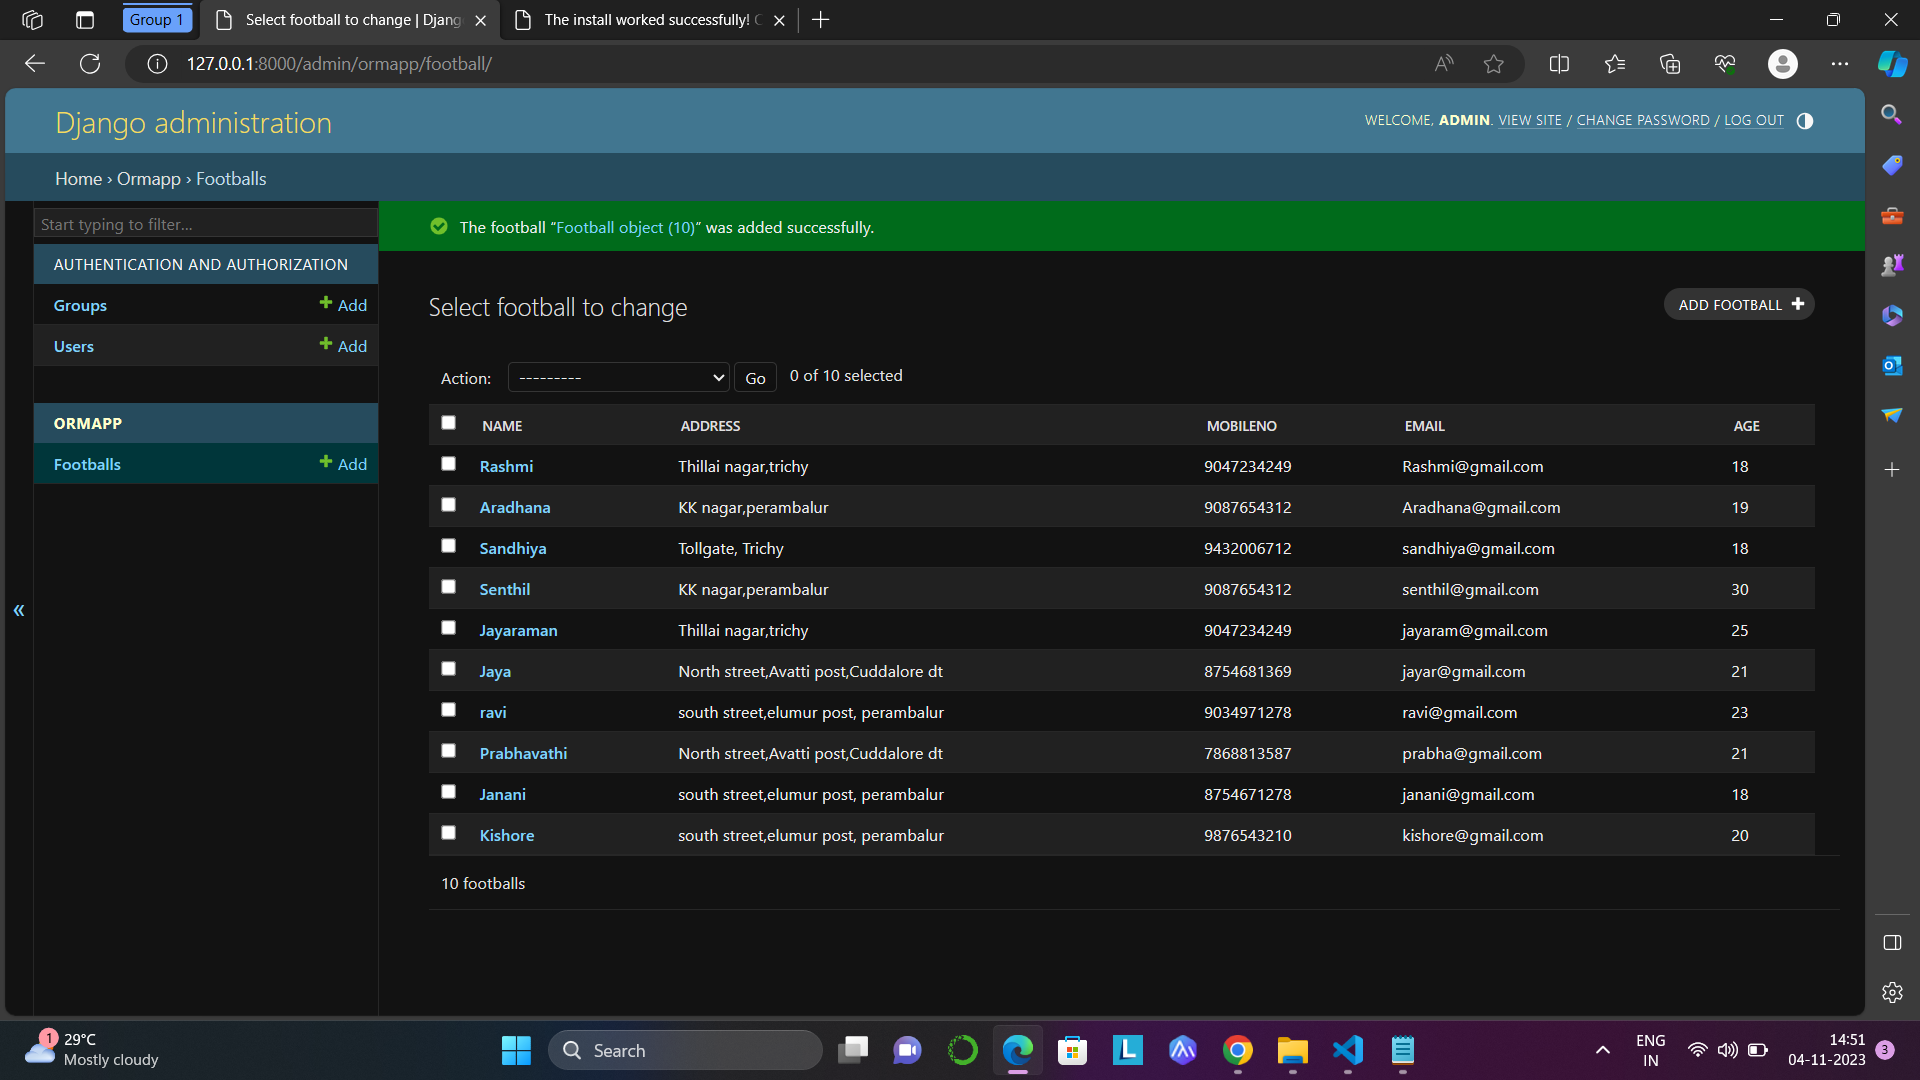 Group 1
Select football to change | Djang
The install worked successfully! C
127.0.0.1:8000/admin/ormapp/football/
Django administration
WELCOME, ADMIN. VIEW SITE / CHANGE PASSWORD / LOG OUT
Home › Ormapp › Footballs
Start typing to filter...
The football “Football object (10)” was added successfully.
AUTHENTICATION AND AUTHORIZATION
Groups + Add
Users + Add
ORMAPP
Footballs + Add
«
Select football to change
ADD FOOTBALL +
Action: --------- Go 0 of 10 selected
NAME ADDRESS MOBILENO EMAIL AGE
Rashmi Thillai nagar,trichy 9047234249 Rashmi@gmail.com 18
Aradhana KK nagar,perambalur 9087654312 Aradhana@gmail.com 19
Sandhiya Tollgate, Trichy 9432006712 sandhiya@gmail.com 18
Senthil KK nagar,perambalur 9087654312 senthil@gmail.com 30
Jayaraman Thillai nagar,trichy 9047234249 jayaram@gmail.com 25
Jaya North street,Avatti post,Cuddalore dt 8754681369 jayar@gmail.com 21
ravi south street,elumur post, perambalur 9034971278 ravi@gmail.com 23
Prabhavathi North street,Avatti post,Cuddalore dt 7868813587 prabha@gmail.com 21
Janani south street,elumur post, perambalur 8754671278 janani@gmail.com 18
Kishore south street,elumur post, perambalur 9876543210 kishore@gmail.com 20
10 footballs
1
29°C
Mostly cloudy
Search
L
ENG
IN
14:51
04-11-2023
3